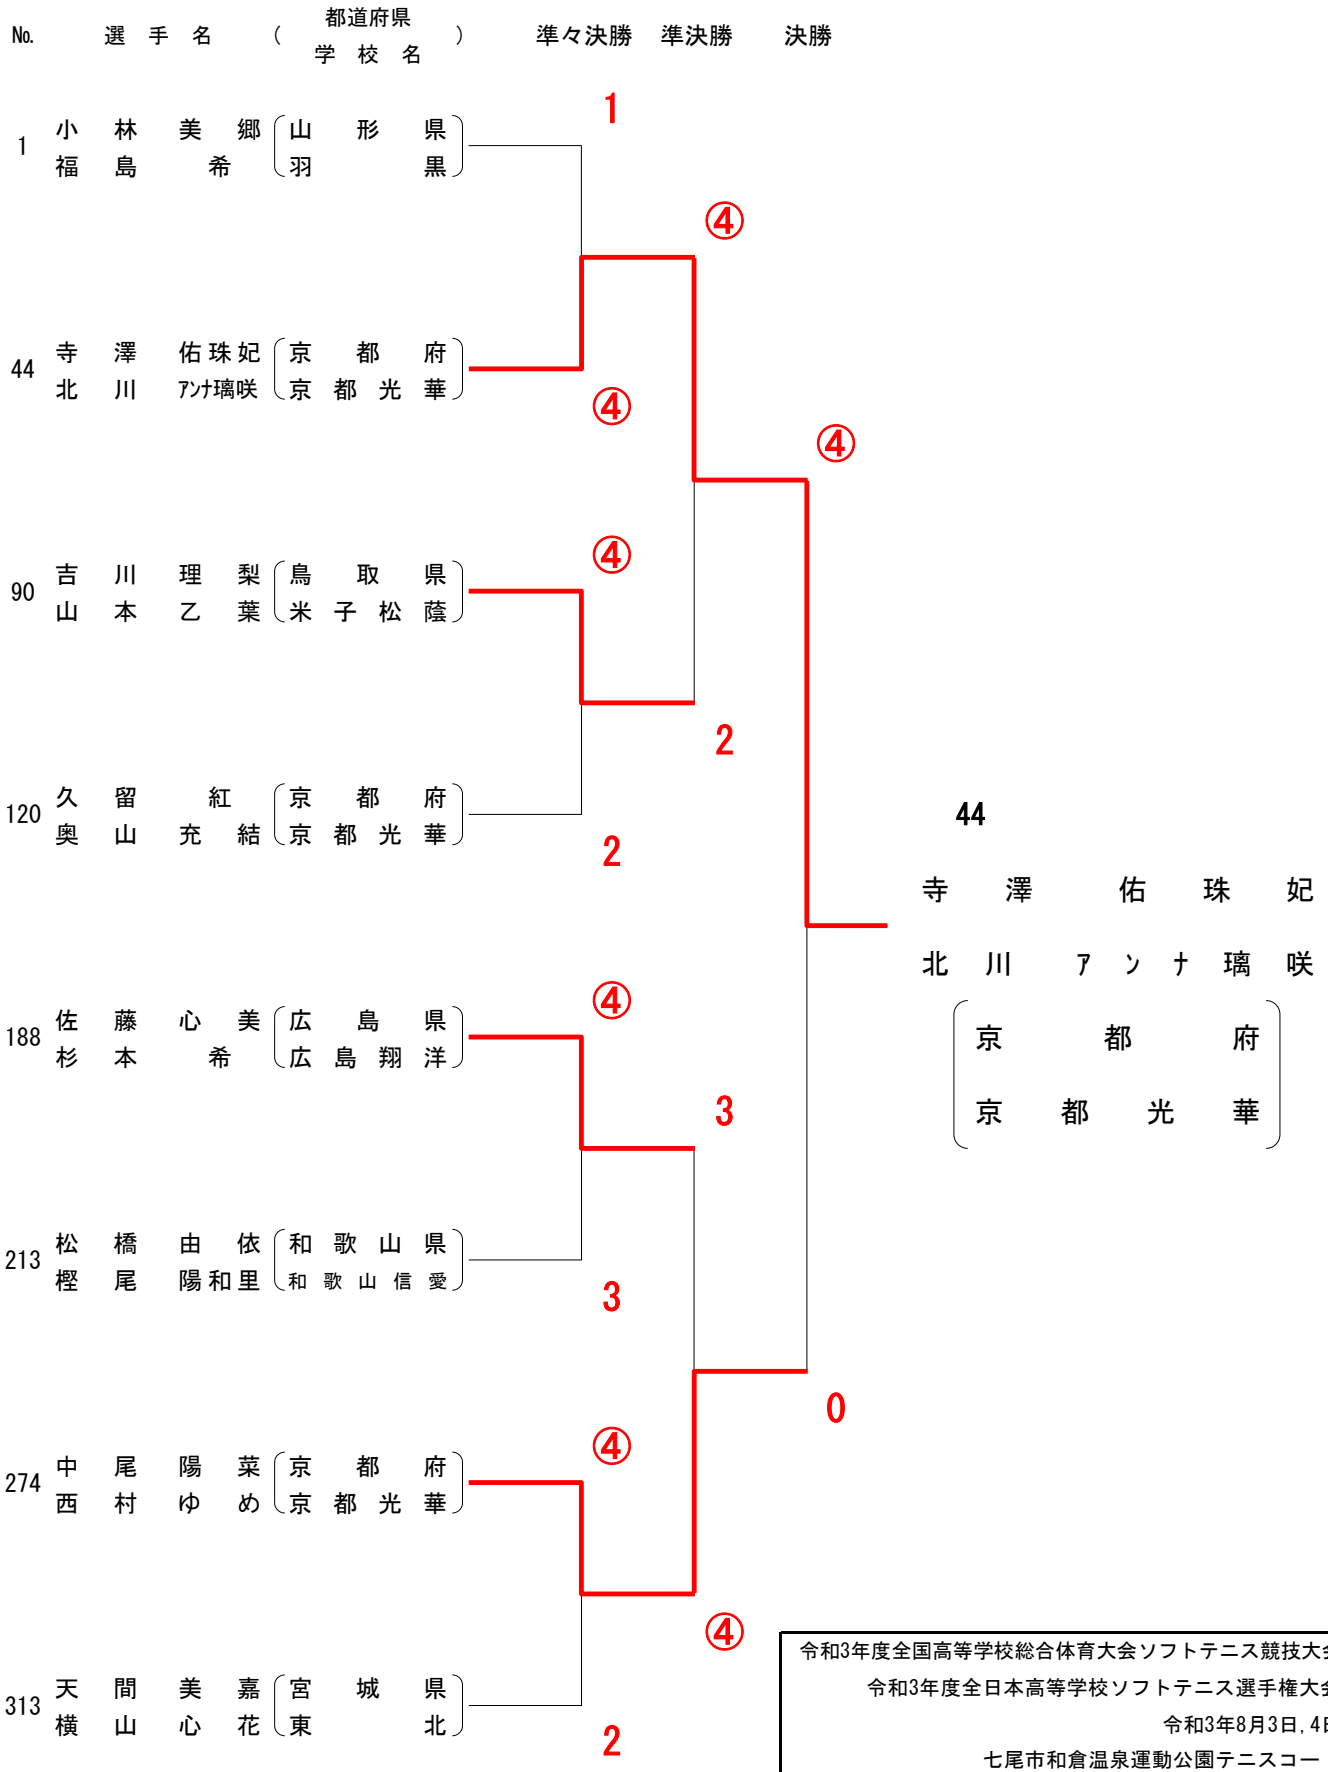 No. 選手名 ( 都道府県 学校名 ) 準々決勝 準決勝 決勝
1
1 小林美郷 山形県
福島希 羽黒
④
44 寺澤佑珠妃 京都府
北川アンナ璃咲 京都光華
④
④
④
90 吉川理梨 鳥取県
山本乙葉 米子松蔭
2
120 久留紅 京都府
奥山充結 京都光華
2
44
寺澤佑珠妃
北川アンナ璃咲
京都府
京都光華
④
188 佐藤心美 広島県
杉本希 広島翔洋
3
213 松橋由依 和歌山県
樫尾陽和里 和歌山信愛
3
0
④
274 中尾陽菜 京都府
西村ゆめ 京都光華
④
313 天間美嘉 宮城県
横山心花 東北
2
令和3年度全国高等学校総合体育大会ソフトテニス競技大会
令和3年度全日本高等学校ソフトテニス選手権大会
令和3年8月3日,4日
七尾市和倉温泉運動公園テニスコー